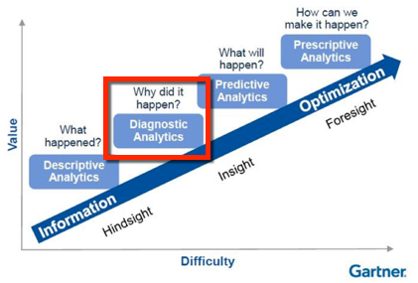 How can we
make it happen?
Prescriptive
Analytics
What will
happen?
Predictive
Analytics
Why did it
happen?
Diagnostic
Analytics
What
happened?
Descriptive
Analytics
Value
Information
Optimization
Hindsight
Insight
Foresight
Difficulty
Gartner.